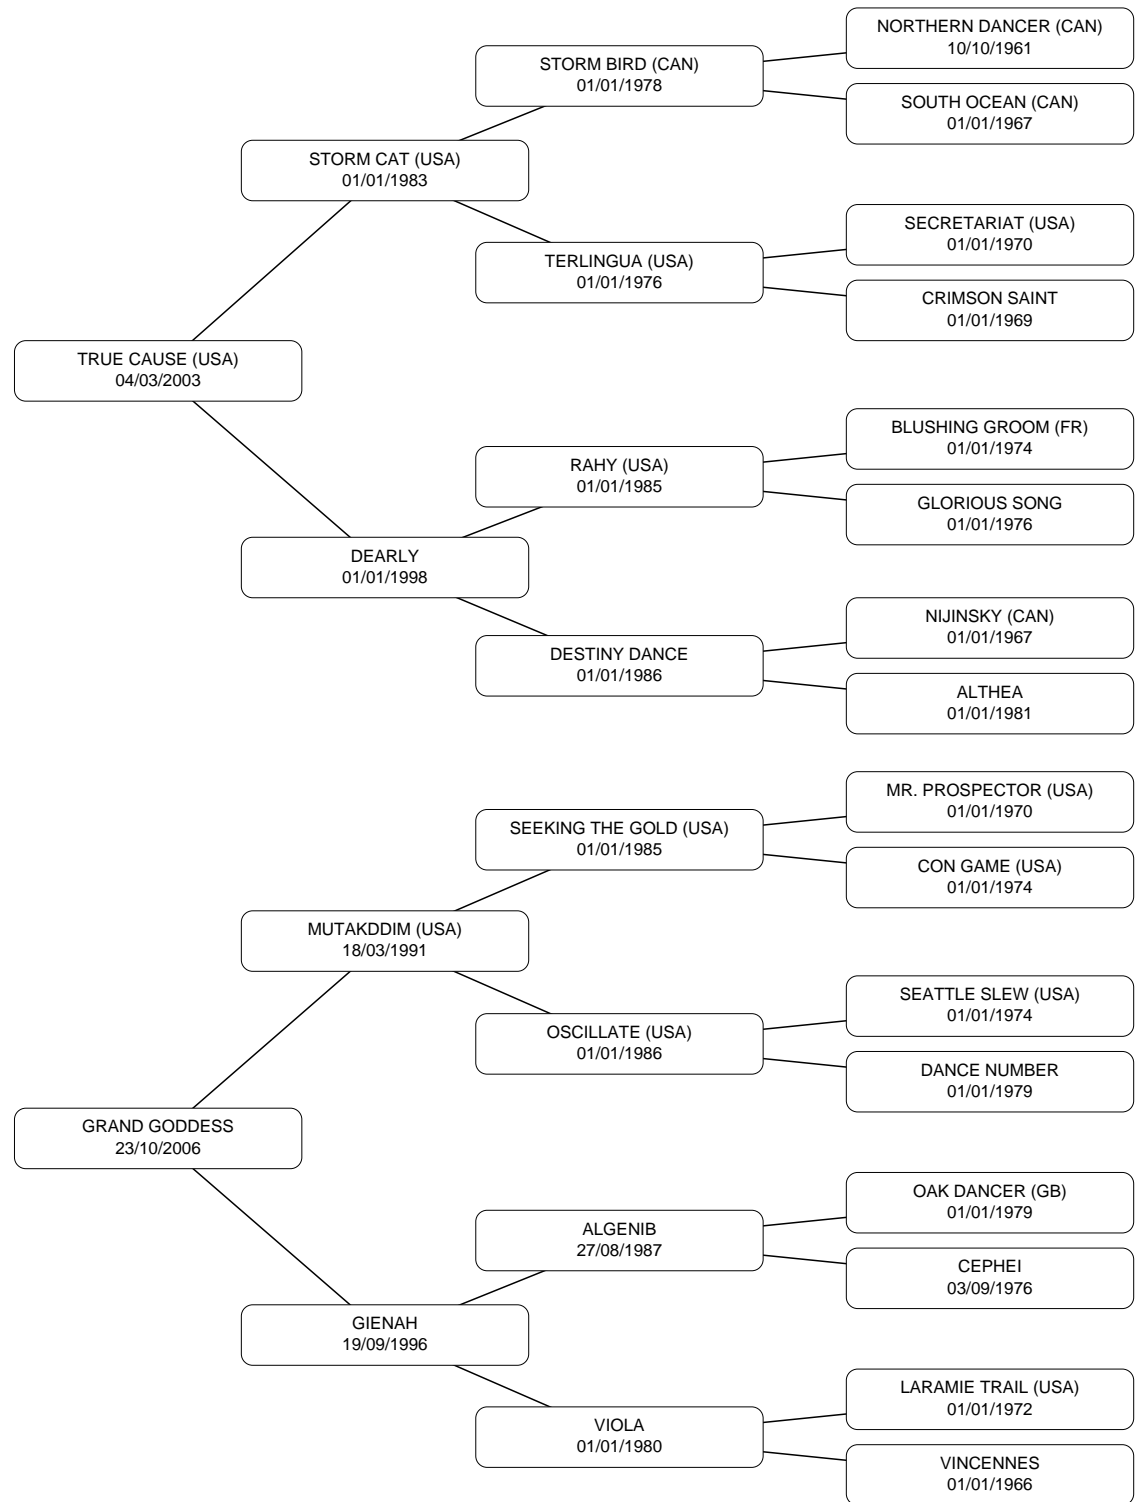 NORTHERN DANCER (CAN)
10/10/1961
STORM BIRD (CAN)
01/01/1978
SOUTH OCEAN (CAN)
01/01/1967
STORM CAT (USA)
01/01/1983
SECRETARIAT (USA)
01/01/1970
TERLINGUA (USA)
01/01/1976
CRIMSON SAINT
01/01/1969
TRUE CAUSE (USA)
04/03/2003
BLUSHING GROOM (FR)
01/01/1974
RAHY (USA)
01/01/1985
GLORIOUS SONG
01/01/1976
DEARLY
01/01/1998
NIJINSKY (CAN)
01/01/1967
DESTINY DANCE
01/01/1986
ALTHEA
01/01/1981
MR. PROSPECTOR (USA)
01/01/1970
SEEKING THE GOLD (USA)
01/01/1985
CON GAME (USA)
01/01/1974
MUTAKDDIM (USA)
18/03/1991
SEATTLE SLEW (USA)
01/01/1974
OSCILLATE (USA)
01/01/1986
DANCE NUMBER
01/01/1979
GRAND GODDESS
23/10/2006
OAK DANCER (GB)
01/01/1979
ALGENIB
27/08/1987
CEPHEI
03/09/1976
GIENAH
19/09/1996
LARAMIE TRAIL (USA)
01/01/1972
VIOLA
01/01/1980
VINCENNES
01/01/1966